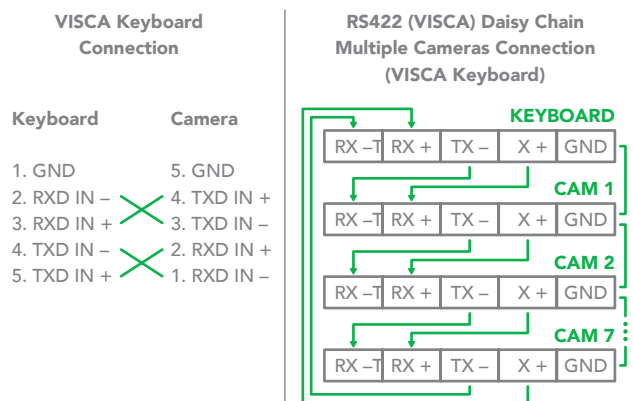 VISCA Keyboard
Connection
Keyboard Camera
1. GND 5. GND
2. RXD IN – 4. TXD IN +
3. RXD IN + 3. TXD IN –
4. TXD IN – 2. RXD IN +
5. TXD IN + 1. RXD IN –
RS422 (VISCA) Daisy Chain
Multiple Cameras Connection
(VISCA Keyboard)
KEYBOARD
RX –T RX + TX – X + GND
CAM 1
RX –T RX + TX – X + GND
CAM 2
RX –T RX + TX – X + GND
CAM 7
RX –T RX + TX – X + GND